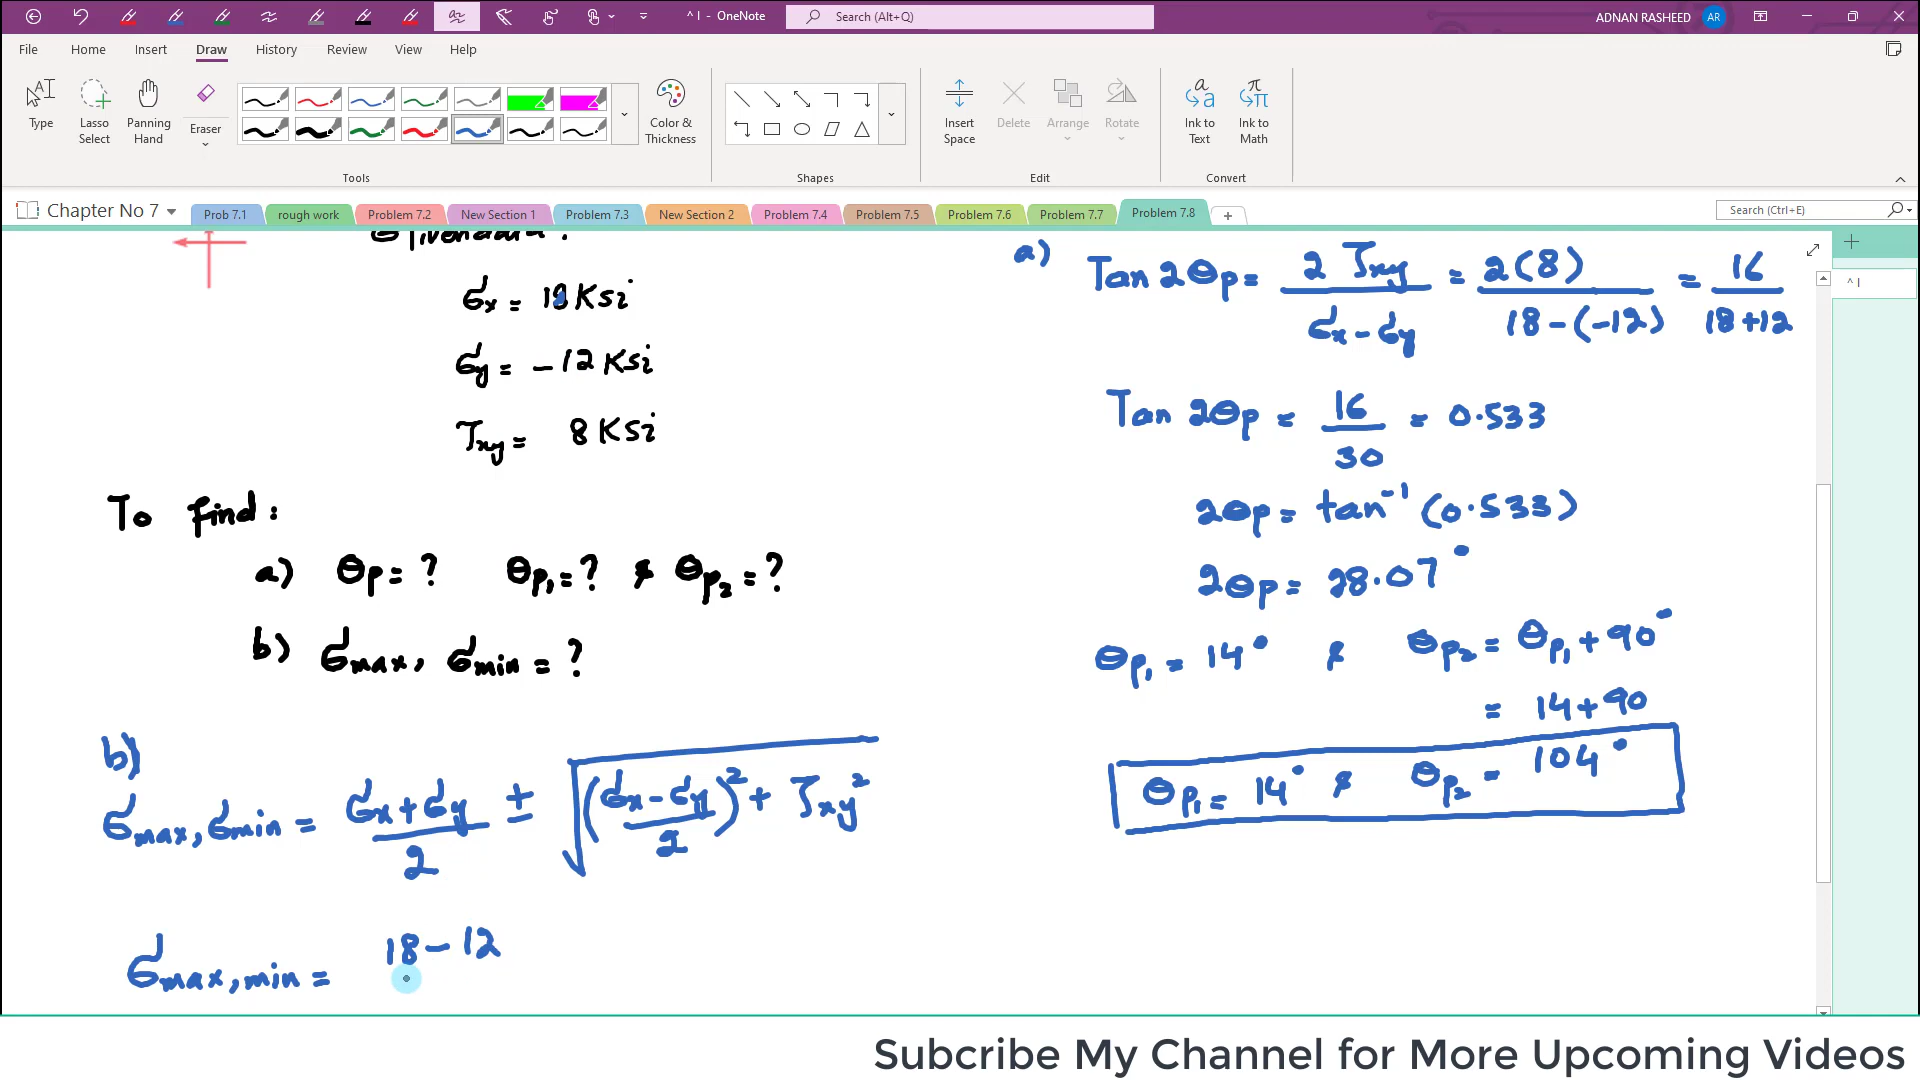 ^ I - OneNote
Search (Alt+Q)
ADNAN RASHEED AR
File Home Insert Draw History Review View Help
Type
Lasso Select
Panning Hand
Eraser
Color & Thickness
Insert Space
Delete
Arrange
Rotate
Ink to Text
Ink to Math
Tools Shapes Edit Convert
Chapter No 7
Prob 7.1 rough work Problem 7.2 New Section 1 Problem 7.3 New Section 2 Problem 7.4 Problem 7.5 Problem 7.6 Problem 7.7 Problem 7.8 +
Search (Ctrl+E)
^ I
σx = 18 Ksi
σy = -12 Ksi
τxy = 8 Ksi
To find:
a) θp = ? θp1 = ? & θp2 = ?
b) σmax, σmin = ?
b)
σmax, σmin = (σx + σy)/2 ± √(((σx - σy)/2)² + τxy²)
σmax, min = 18 - 12
a) Tan 2θp = 2 τxy/(σx - σy) = 2(8)/(18-(-12)) = 16/(18+12)
Tan 2θp = 16/30 = 0.533
2θp = tan⁻¹ (0.533)
2θp = 28.07°
θp1 = 14° & θp2 = θp1 + 90°
= 14 + 90
θp1 = 14° & θp2 = 104°
Subcribe My Channel for More Upcoming Videos